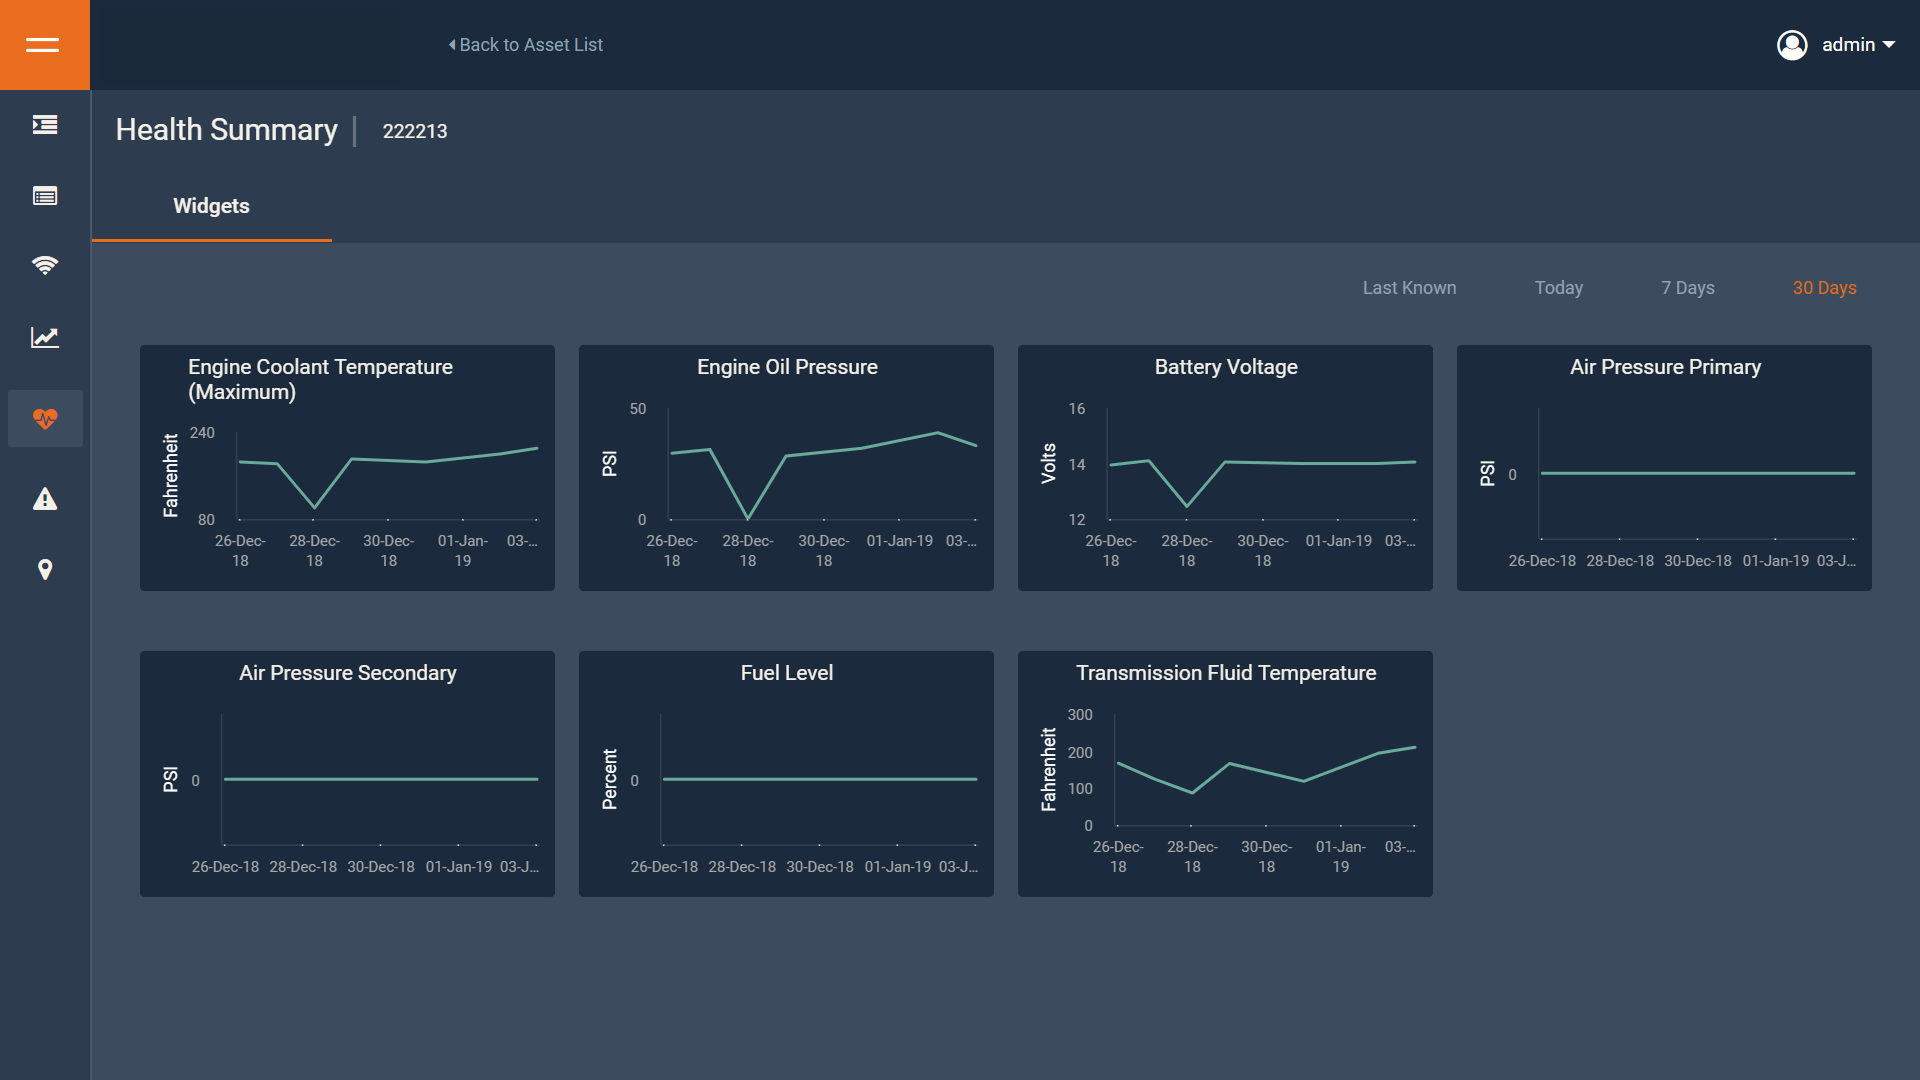 Back to Asset List
admin
Health Summary
222213
Widgets
Last Known
Today
7 Days
30 Days
Engine Coolant Temperature
(Maximum)
Fahrenheit
240
80
26-Dec-
18
28-Dec-
18
30-Dec-
18
01-Jan-
19
03-...
Engine Oil Pressure
PSI
50
0
26-Dec-
18
28-Dec-
18
30-Dec-
18
01-Jan-19
03-...
Battery Voltage
Volts
16
14
12
26-Dec-
18
28-Dec-
18
30-Dec-
18
01-Jan-19
03-...
Air Pressure Primary
PSI
0
26-Dec-18
28-Dec-18
30-Dec-18
01-Jan-19
03-J...
Air Pressure Secondary
PSI
0
26-Dec-18
28-Dec-18
30-Dec-18
01-Jan-19
03-J...
Fuel Level
Percent
0
26-Dec-18
28-Dec-18
30-Dec-18
01-Jan-19
03-J...
Transmission Fluid Temperature
Fahrenheit
300
200
100
0
26-Dec-
18
28-Dec-
18
30-Dec-
18
01-Jan-
19
03-...